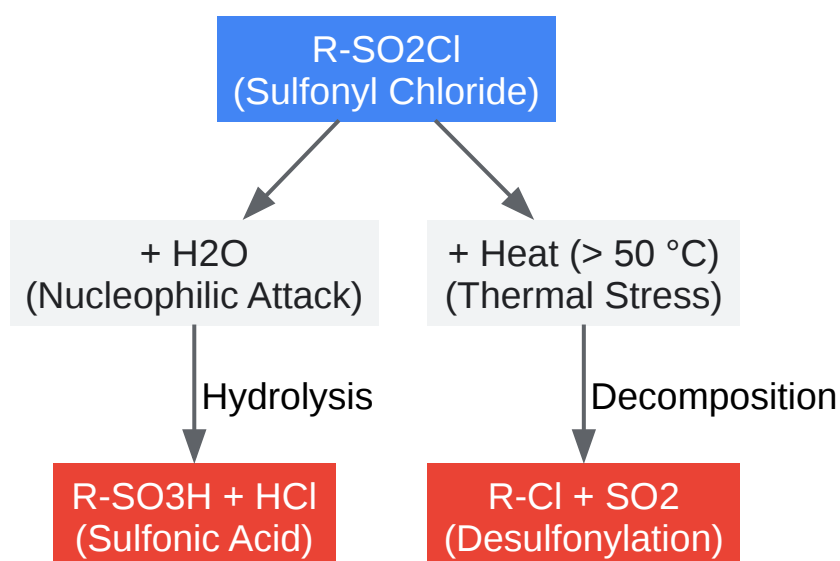 R-SO2Cl
(Sulfonyl Chloride)
+ H2O
(Nucleophilic Attack)
+ Heat (> 50 °C)
(Thermal Stress)
Hydrolysis
Decomposition
R-SO3H + HCl
(Sulfonic Acid)
R-Cl + SO2
(Desulfonylation)